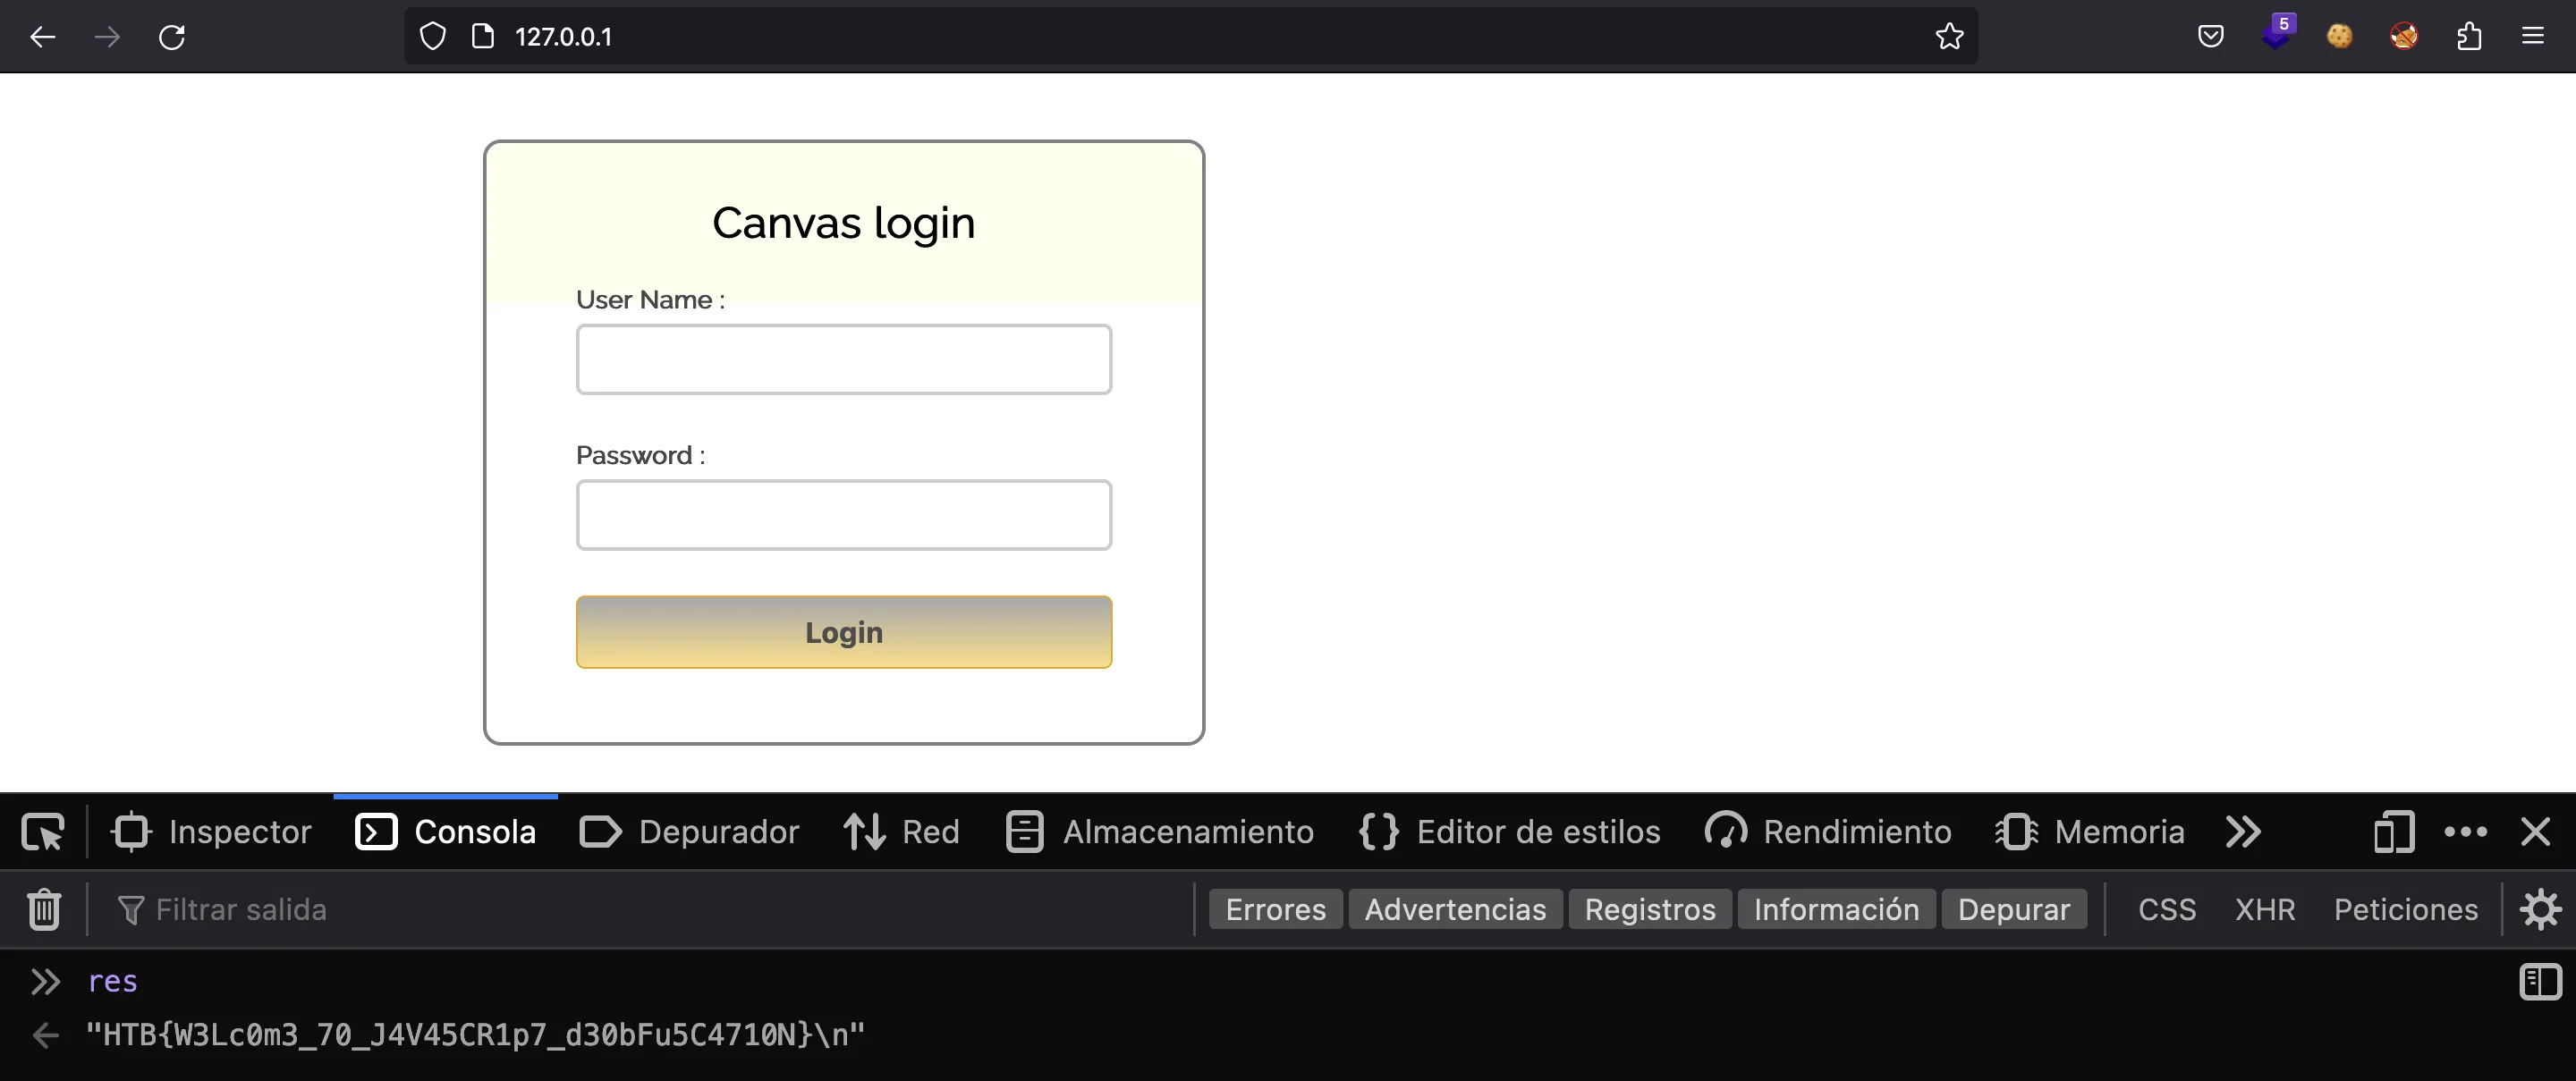 127.0.0.1
5
Canvas login
User Name :
Password :
Login
Inspector Consola Depurador Red Almacenamiento Editor de estilos Rendimiento Memoria
Filtrar salida Errores Advertencias Registros Información Depurar CSS XHR Peticiones
res
"HTB{W3Lc0m3_70_J4V45CR1p7_d30bFu5C4710N}\n"